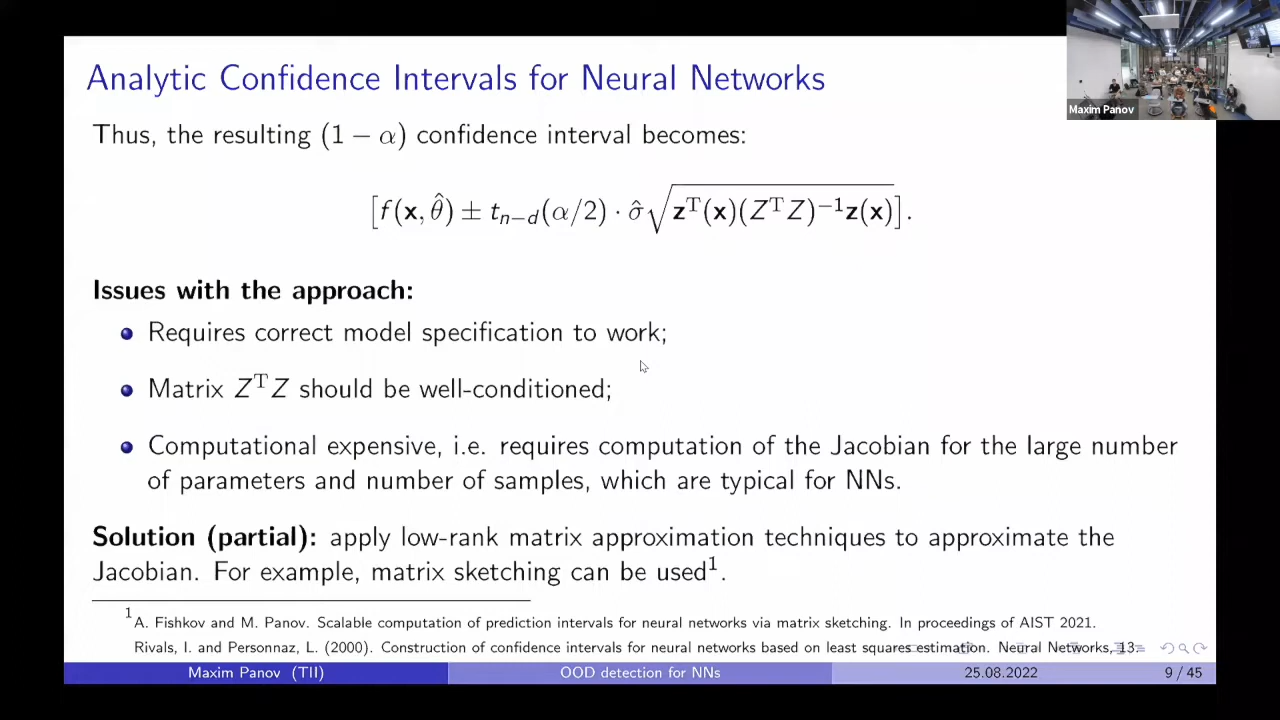 Analytic Confidence Intervals for Neural Networks
Maxim Panov
Thus, the resulting (1 − α) confidence interval becomes:
[f(x, θ̂) ± tₙ₋d(α/2) · σ̂√(zᵀ(x)(ZᵀZ)⁻¹z(x))].
Issues with the approach:
Requires correct model specification to work;
Matrix ZᵀZ should be well-conditioned;
Computational expensive, i.e. requires computation of the Jacobian for the large number
of parameters and number of samples, which are typical for NNs.
Solution (partial): apply low-rank matrix approximation techniques to approximate the
Jacobian. For example, matrix sketching can be used¹.
¹A. Fishkov and M. Panov. Scalable computation of prediction intervals for neural networks via matrix sketching. In proceedings of AIST 2021.
Rivals, I. and Personnaz, L. (2000). Construction of confidence intervals for neural networks based on least squares estimation. Neural Networks, 13.
Maxim Panov (TII) OOD detection for NNs 25.08.2022 9 / 45